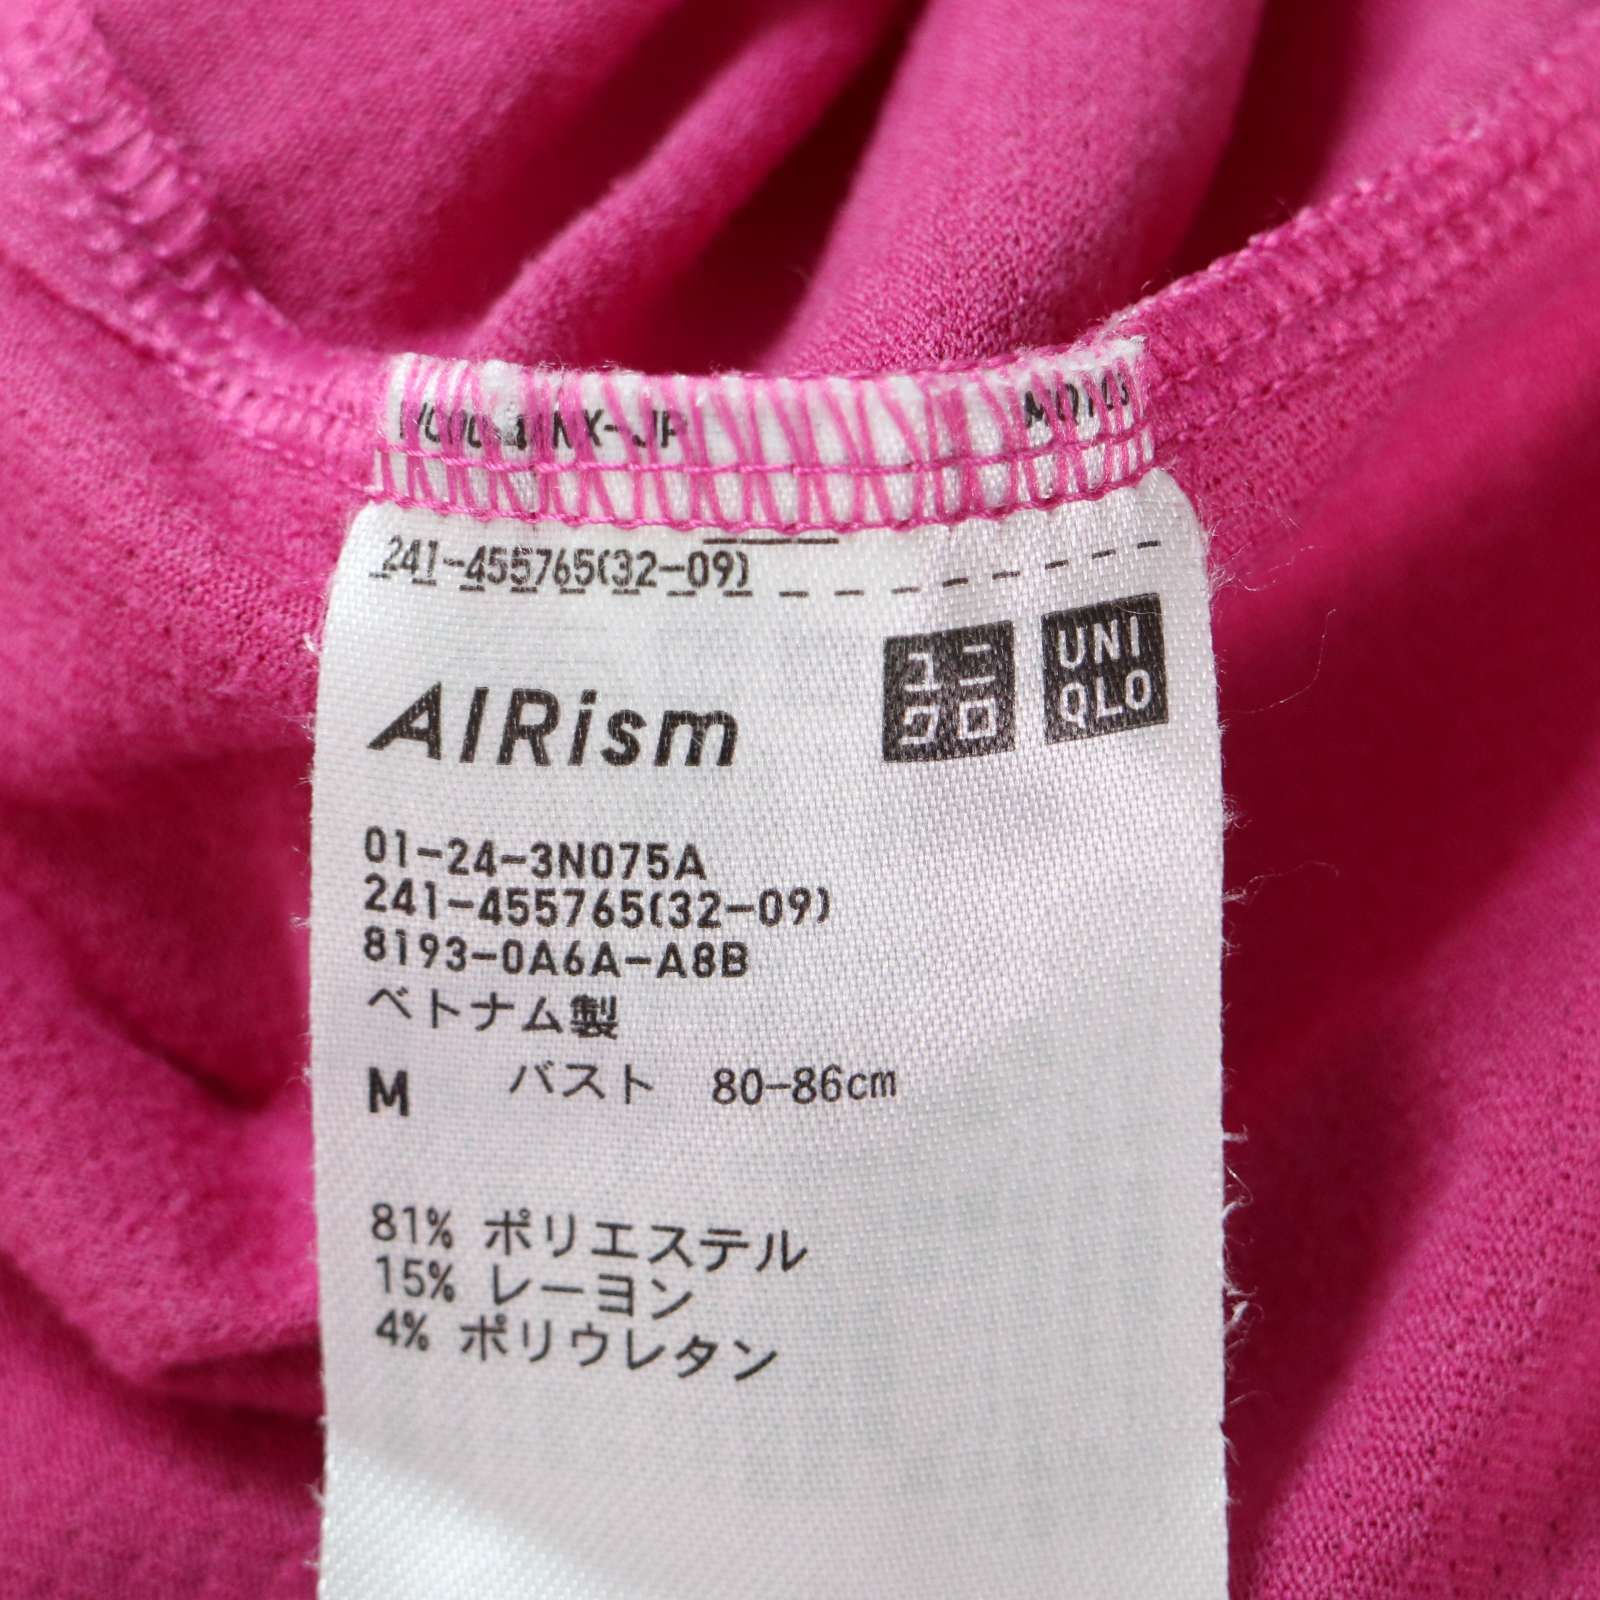 241-455765(32-09)
AIRism
ユニクロ
UNIQLO
01-24-3N075A
241-455765(32-09)
8193-0A6A-A8B
ベトナム製
M バスト 80-86cm
81% ポリエステル
15% レーヨン
4% ポリウレタン